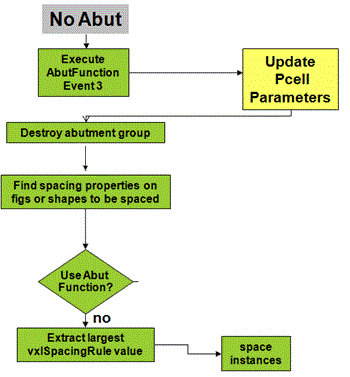 No Abut
Execute
AbutFunction
Event 3
Update
Pcell
Parameters
Destroy abutment group
Find spacing properties on
figs or shapes to be spaced
Use Abut
Function?
no
Extract largest
vxlSpacingRule value
space
instances